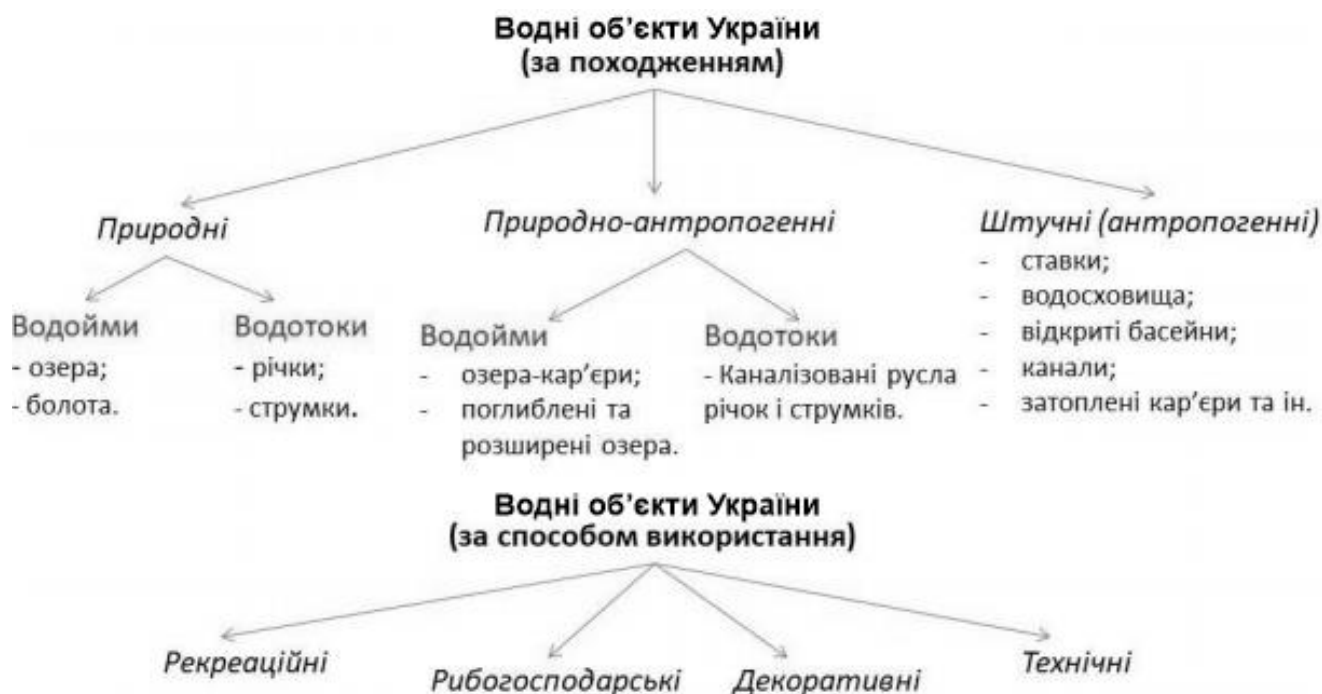 Водні об’єкти України
(за походженням)
Природні
Природно-антропогенні
Штучні (антропогенні)
Водойми
- озера;
- болота.
Водотоки
- річки;
- струмки.
Водойми
- озера-кар’єри;
- поглиблені та
розширені озера.
Водотоки
- Каналізовані русла
річок і струмків.
- ставки;
- водосховища;
- відкриті басейни;
- канали;
- затоплені кар’єри та ін.
Водні об’єкти України
(за способом використання)
Рекреаційні
Рибогосподарські
Декоративні
Технічні